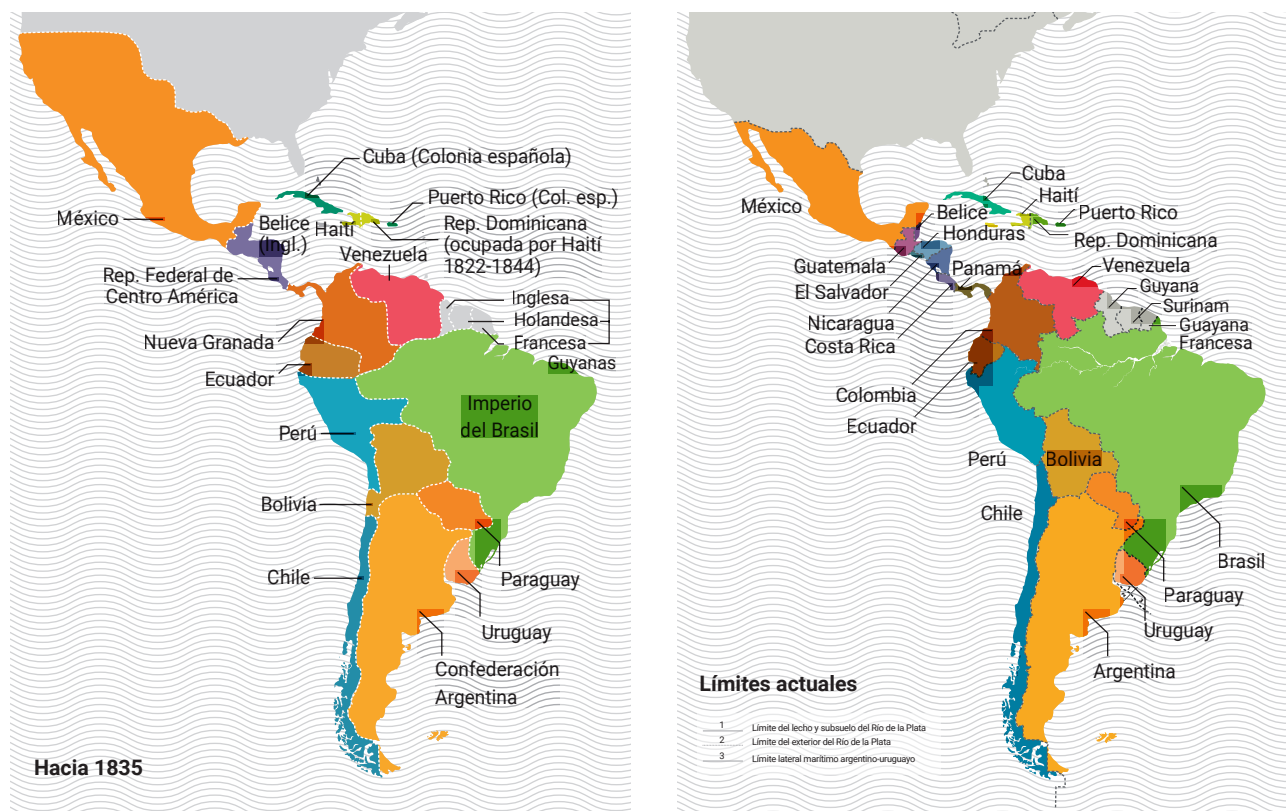 Cuba (Colonia española)
Puerto Rico (Col. esp.)
México
Belice
(Ingl.)
Haití
Rep. Dominicana
(ocupada por Haití
1822-1844)
Venezuela
Rep. Federal de
Centro América
Inglesa
Holandesa
Francesa
Guyanas
Nueva Granada
Ecuador
Imperio
del Brasil
Perú
Bolivia
Chile
Paraguay
Uruguay
Confederación
Argentina
Hacia 1835
Cuba
Haití
México
Belice
Puerto Rico
Honduras
Rep. Dominicana
Guatemala
Panamá
Venezuela
El Salvador
Guyana
Surinam
Nicaragua
Guayana
Francesa
Costa Rica
Colombia
Ecuador
Perú
Bolivia
Chile
Brasil
Paraguay
Uruguay
Argentina
Límites actuales
1 Límite del lecho y subsuelo del Río de la Plata
2 Límite del exterior del Río de la Plata
3 Límite lateral marítimo argentino-uruguayo